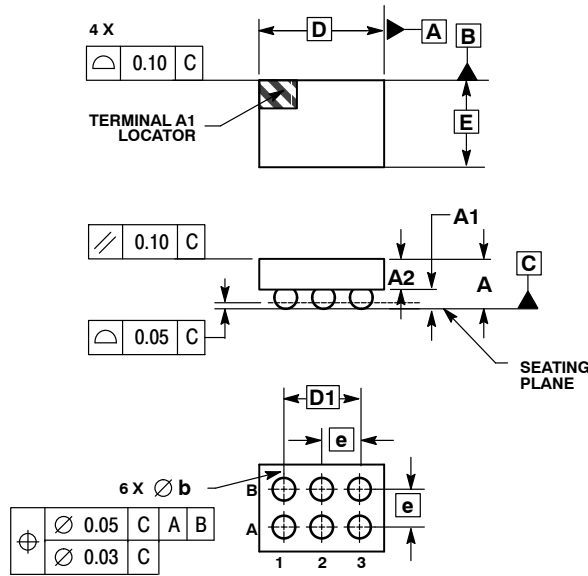 4 X
D
A
B
⌓ 0.10 C
TERMINAL A1
LOCATOR
E
// 0.10 C
A1
A2
A
C
⌓ 0.05 C
SEATING
PLANE
D1
e
6 X ∅ b
B
e
⌖ ∅ 0.05 C A B
∅ 0.03 C
A
1 2 3